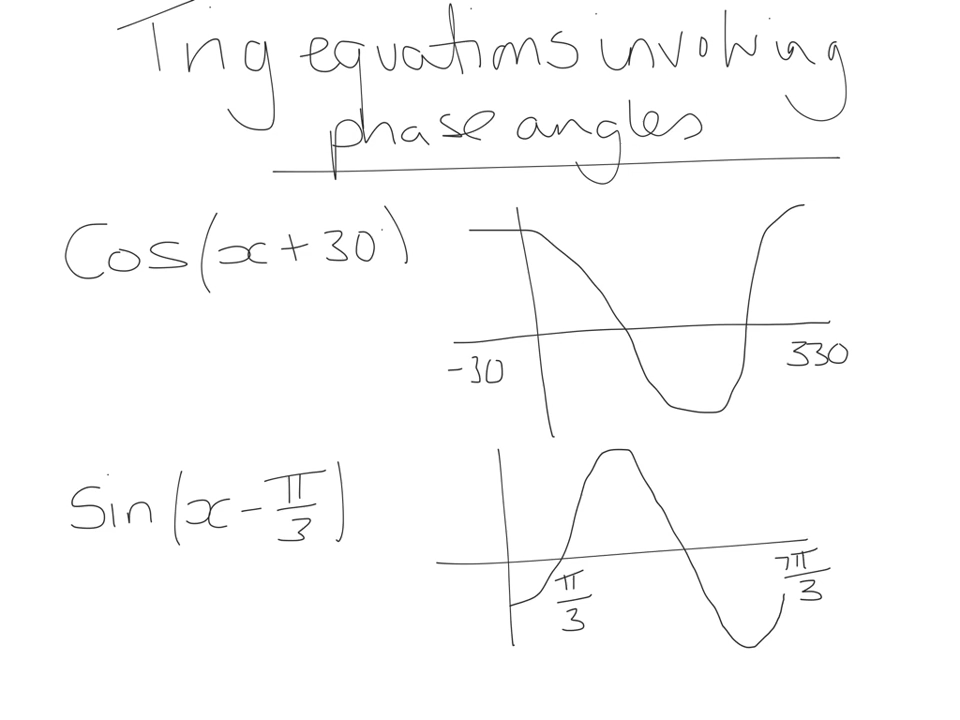 Trig equations involving
phase angles
Cos(x+30)
-30
330
Sin(x-π/3)
π/3
7π/3